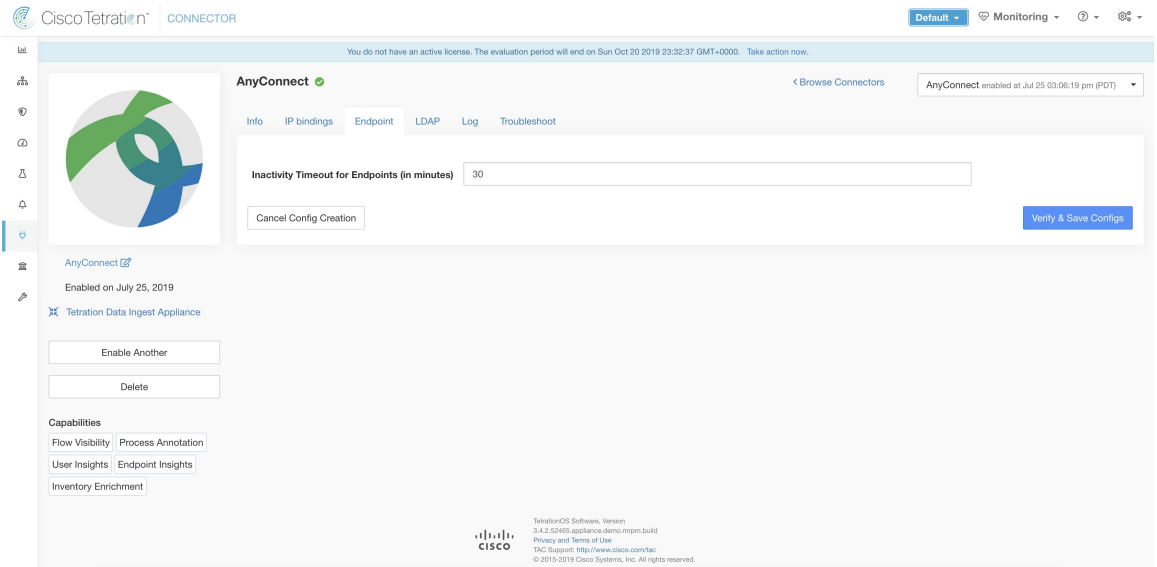 Cisco Tetration™ CONNECTOR
Default
Monitoring
You do not have an active license. The evaluation period will end on Sun Oct 20 2019 23:32:37 GMT+0000. Take action now.
AnyConnect
Browse Connectors
AnyConnect enabled at Jul 25 03:06:19 pm (PDT)
Info IP bindings Endpoint LDAP Log Troubleshoot
Inactivity Timeout for Endpoints (in minutes) 30
Cancel Config Creation
Verify & Save Configs
AnyConnect
Enabled on July 25, 2019
Tetration Data Ingest Appliance
Enable Another
Delete
Capabilities
Flow Visibility Process Annotation
User Insights Endpoint Insights
Inventory Enrichment
CISCO
TetrationOS Software, Version
3.4.2.52465.appliance.demo.mrpm.build
Privacy and Terms of Use
TAC Support: http://www.cisco.com/tac
© 2015-2019 Cisco Systems, Inc. All rights reserved.